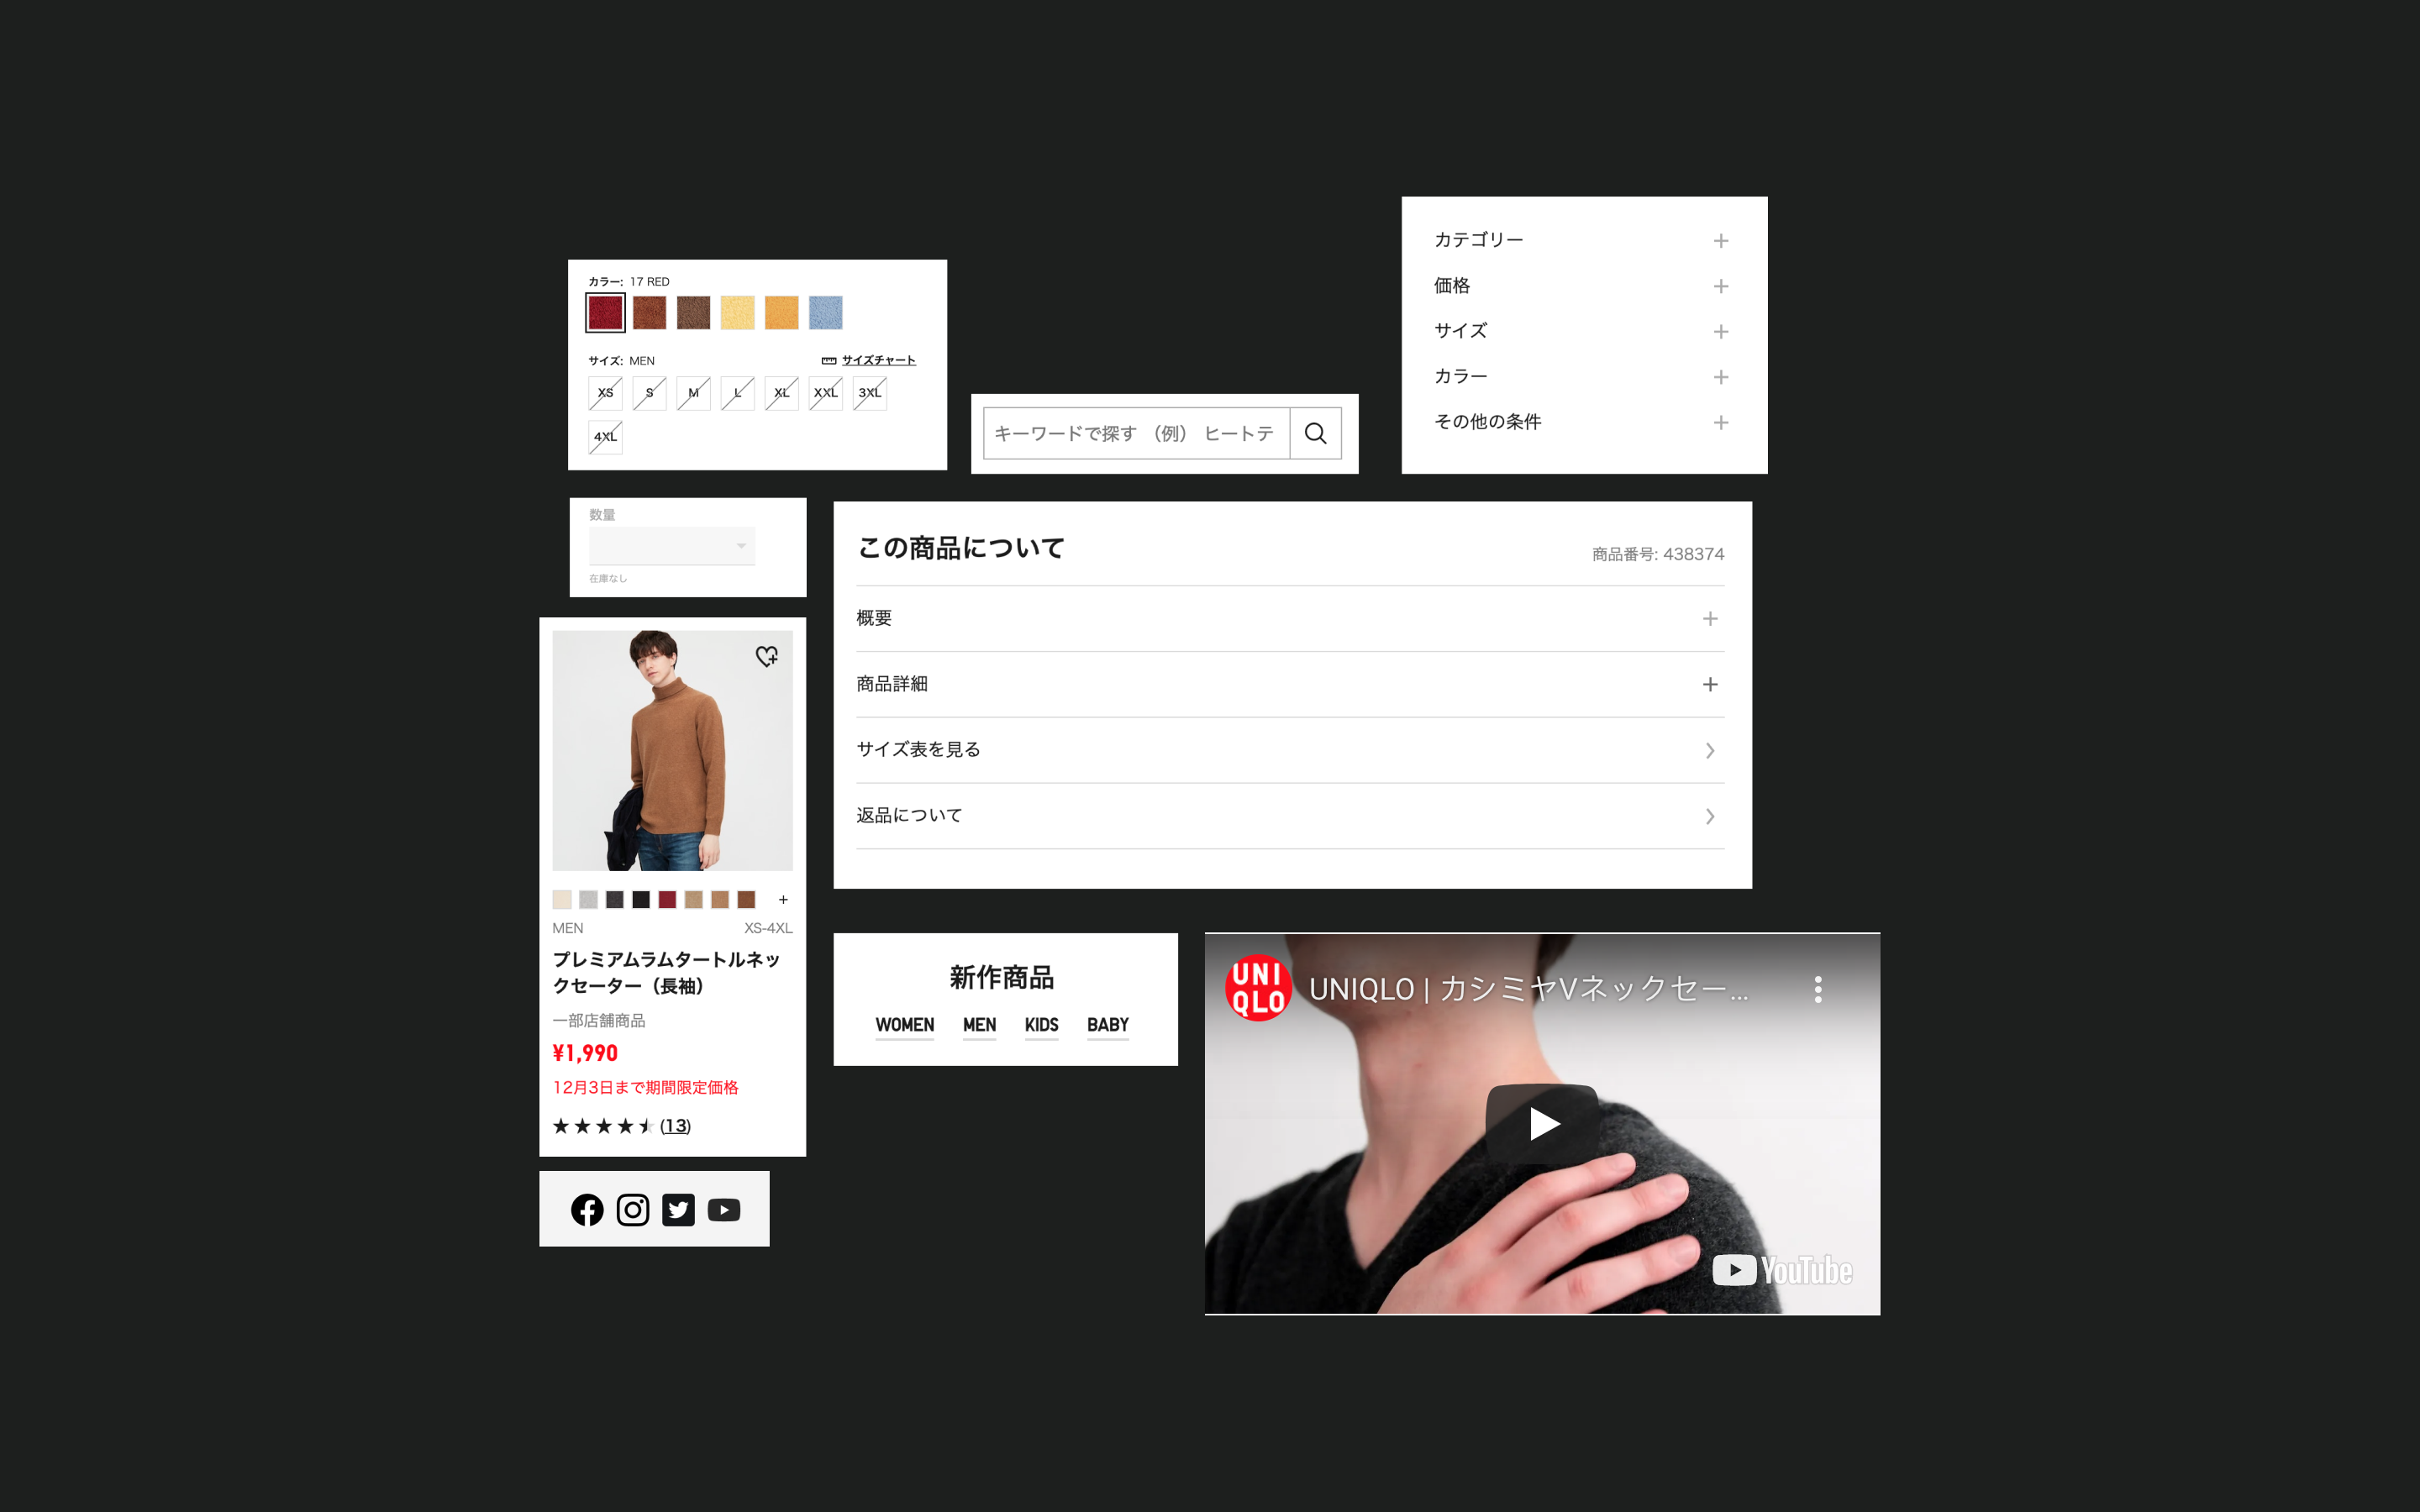 カラー: 17 RED
サイズ: MEN
サイズチャート
XS S M L XL XXL 3XL
4XL
キーワードで探す （例） ヒートテ
カテゴリー
価格
サイズ
カラー
その他の条件
数量
在庫なし
この商品について
商品番号: 438374
概要
商品詳細
サイズ表を見る
返品について
MEN
XS-4XL
プレミアムラムタートルネッ
クセーター（長袖）
一部店舗商品
¥1,990
12月3日まで期間限定価格
(13)
新作商品
WOMEN MEN KIDS BABY
UNI
QLO
UNIQLO | カシミヤVネックセー...
YouTube